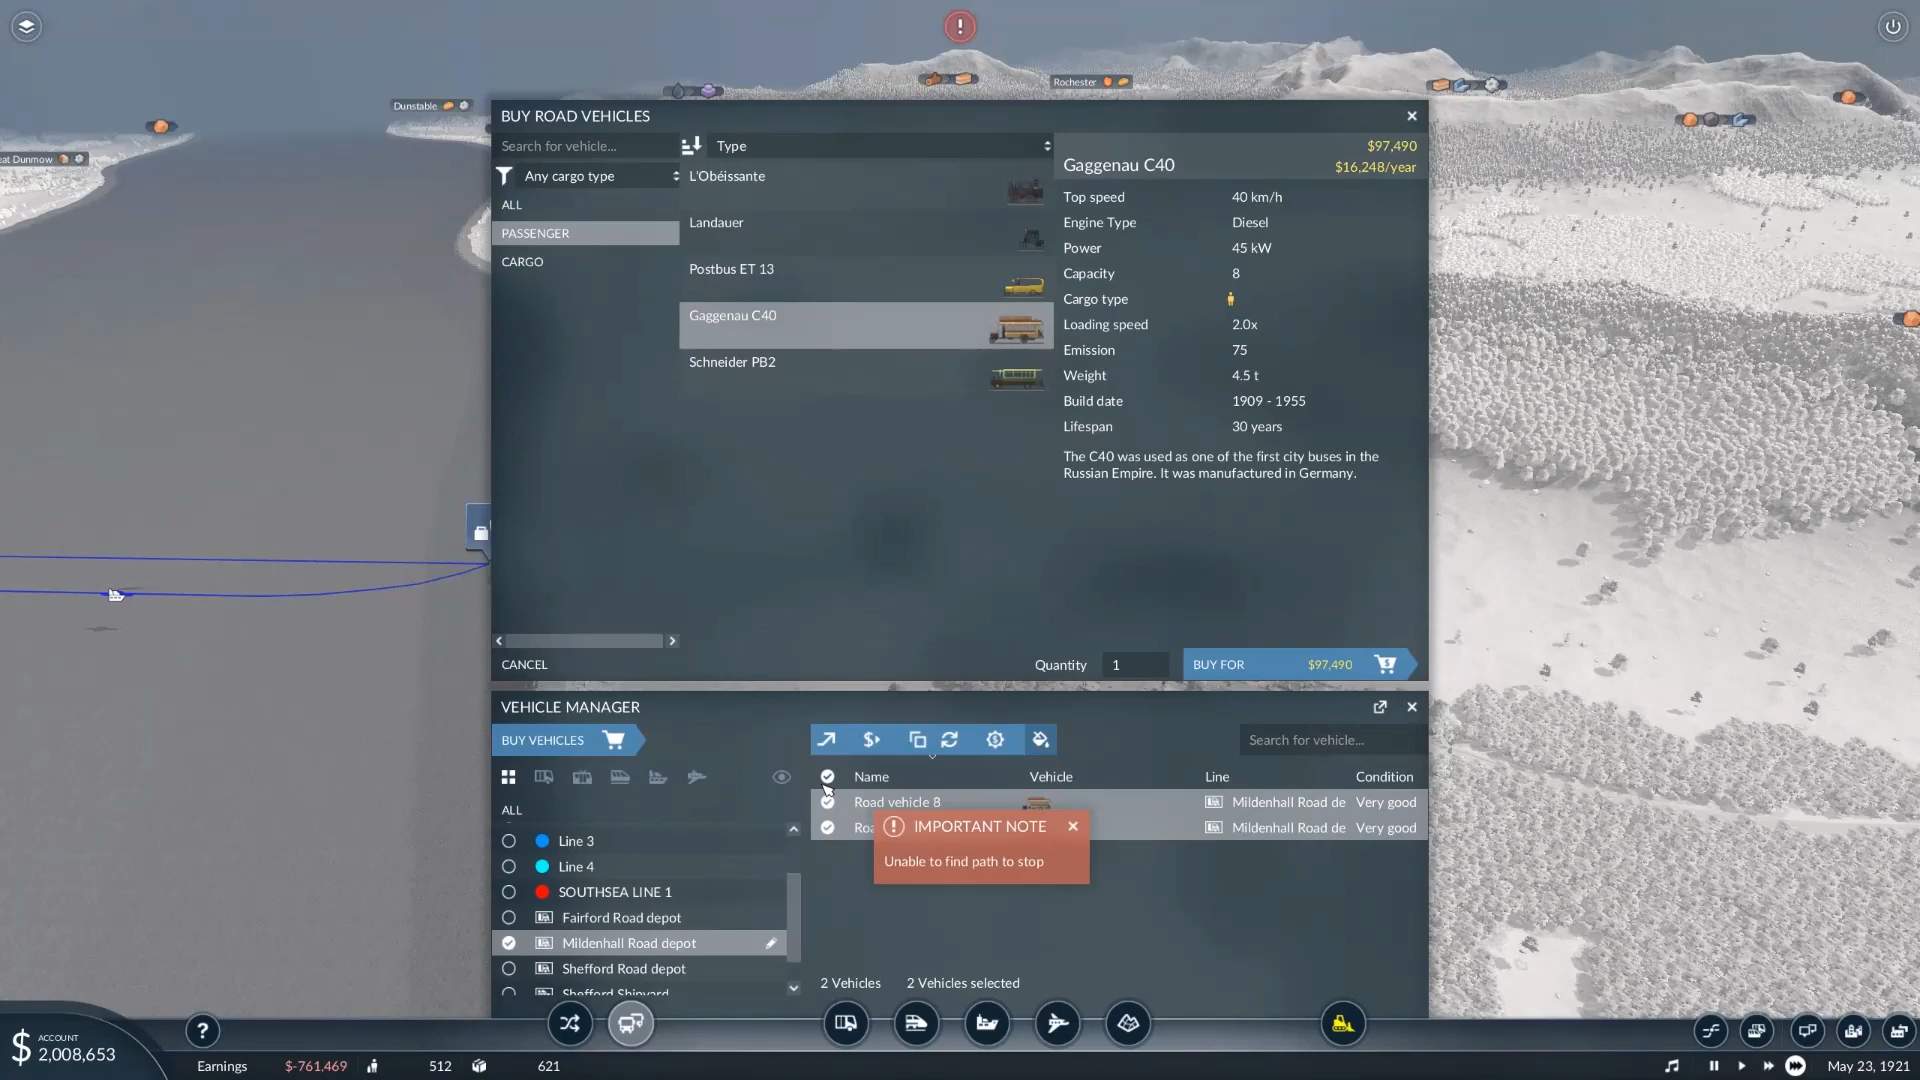 Dunstable
Rochester
eat Dunmow
BUY ROAD VEHICLES
Search for vehicle...
Type
Any cargo type
ALL
PASSENGER
CARGO
L'Obéissante
Landauer
Postbus ET 13
Gaggenau C40
Schneider PB2
$97,490
Gaggenau C40
$16,248/year
Top speed 40 km/h
Engine Type Diesel
Power 45 kW
Capacity 8
Cargo type
Loading speed 2.0x
Emission 75
Weight 4.5 t
Build date 1909 - 1955
Lifespan 30 years
The C40 was used as one of the first city buses in the
Russian Empire. It was manufactured in Germany.
CANCEL
Quantity 1
BUY FOR $97,490
VEHICLE MANAGER
BUY VEHICLES
Search for vehicle...
ALL
Line 3
Line 4
SOUTHSEA LINE 1
Fairford Road depot
Mildenhall Road depot
Shefford Road depot
Shefford Shipyard
Name Vehicle Line Condition
Road vehicle 8 Mildenhall Road de Very good
Roa Mildenhall Road de Very good
IMPORTANT NOTE
Unable to find path to stop
2 Vehicles 2 Vehicles selected
$ ACCOUNT
2,008,653
?
Earnings $-761,469 512 621
May 23, 1921